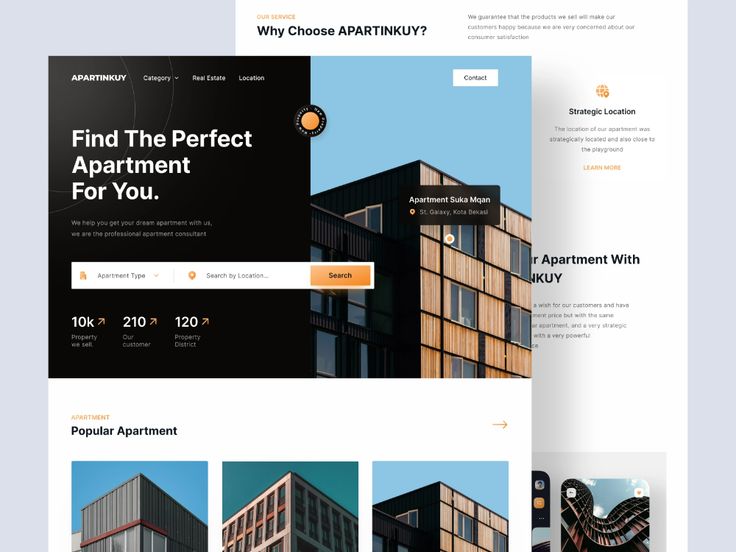 OUR SERVICE
Why Choose APARTINKUY?
We guarantee that the products we sell will make our
customers happy because we are very concerned about our
consumer satisfaction
APARTINKUY
Category
Real Estate
Location
Contact
Find The Perfect
Apartment
For You.
We help you get your dream apartment with us,
we are the professional apartment consultant
Apartment Suka Mqan
St. Galaxy, Kota Bekasi
Apartment Type
Search by Location...
Search
10k
Property
we sell.
210
Our
customer
120
Property
District
Strategic Location
The location of our apartment was
strategically located and also close to
the playground
LEARN MORE
Apartment With
a wish for our customers and have
price but with the same
apartment, and a very strategic
with a very powerful
APARTMENT
Popular Apartment